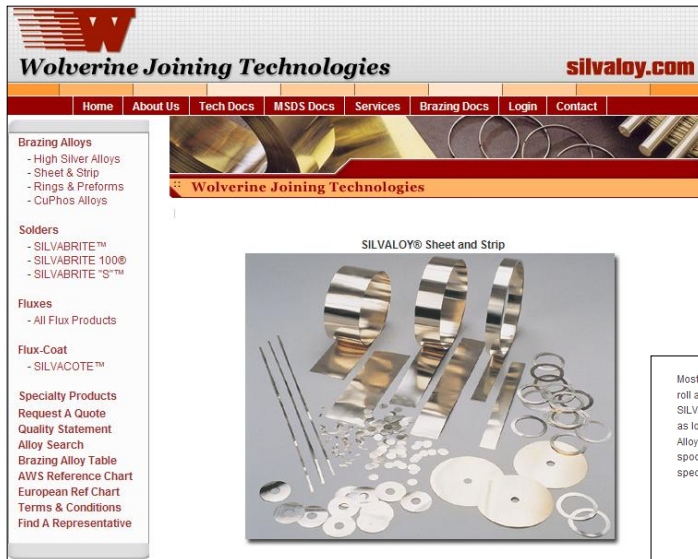 W
Wolverine Joining Technologies
silvaloy.com
Home About Us Tech Docs MSDS Docs Services Brazing Docs Login Contact
Brazing Alloys
- High Silver Alloys
- Sheet & Strip
- Rings & Preforms
- CuPhos Alloys
Solders
- SILVABRITE™
- SILVABRITE 100®
- SILVABRITE "S"™
Fluxes
- All Flux Products
Flux-Coat
- SILVACOTE™
Specialty Products
Request A Quote
Quality Statement
Alloy Search
Brazing Alloy Table
AWS Reference Chart
European Ref Chart
Terms & Conditions
Find A Representative
Wolverine Joining Technologies
SILVALOY® Sheet and Strip
Most
roll a
SILV
as lo
Alloy
spoo
spec